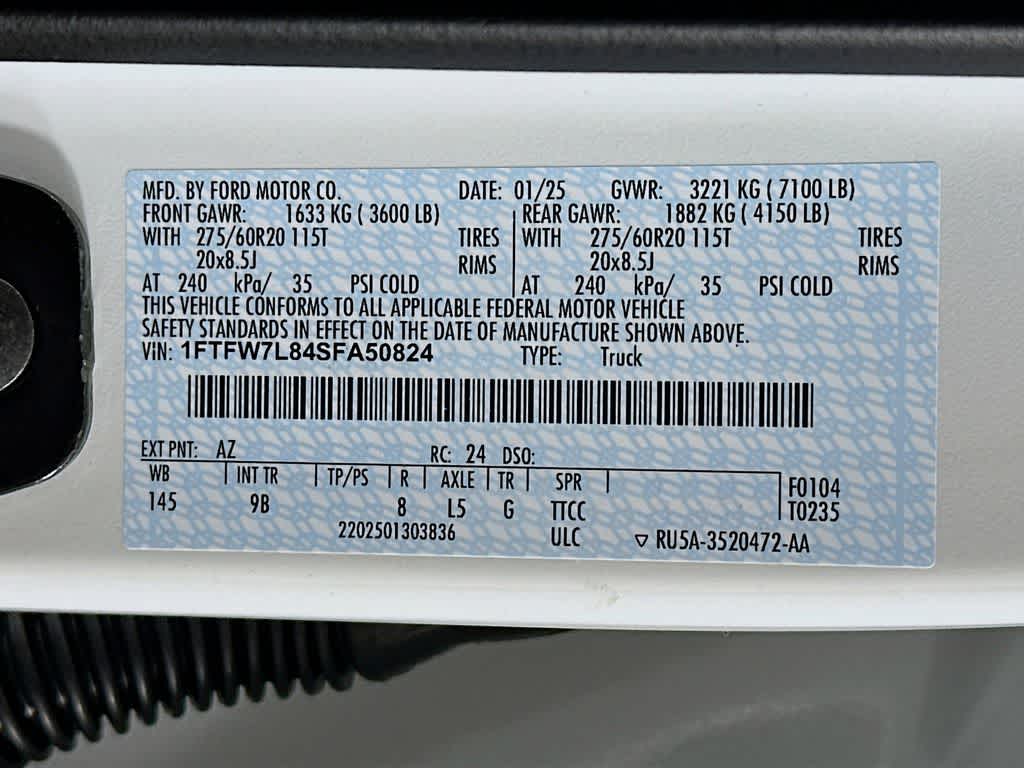 MFD. BY FORD MOTOR CO. DATE: 01/25 GVWR: 3221 KG ( 7100 LB)
FRONT GAWR: 1633 KG ( 3600 LB) REAR GAWR: 1882 KG ( 4150 LB)
WITH 275/60R20 115T TIRES WITH 275/60R20 115T TIRES
20x8.5J RIMS 20x8.5J RIMS
AT 240 kPa/ 35 PSI COLD AT 240 kPa/ 35 PSI COLD
THIS VEHICLE CONFORMS TO ALL APPLICABLE FEDERAL MOTOR VEHICLE
SAFETY STANDARDS IN EFFECT ON THE DATE OF MANUFACTURE SHOWN ABOVE.
VIN: 1FTFW7L84SFA50824 TYPE: Truck
EXT PNT: AZ RC: 24 DSO:
WB INT TR TP/PS R AXLE TR SPR F0104
145 9B 8 L5 G TTCC T0235
2202501303836 ULC ▽ RU5A-3520472-AA